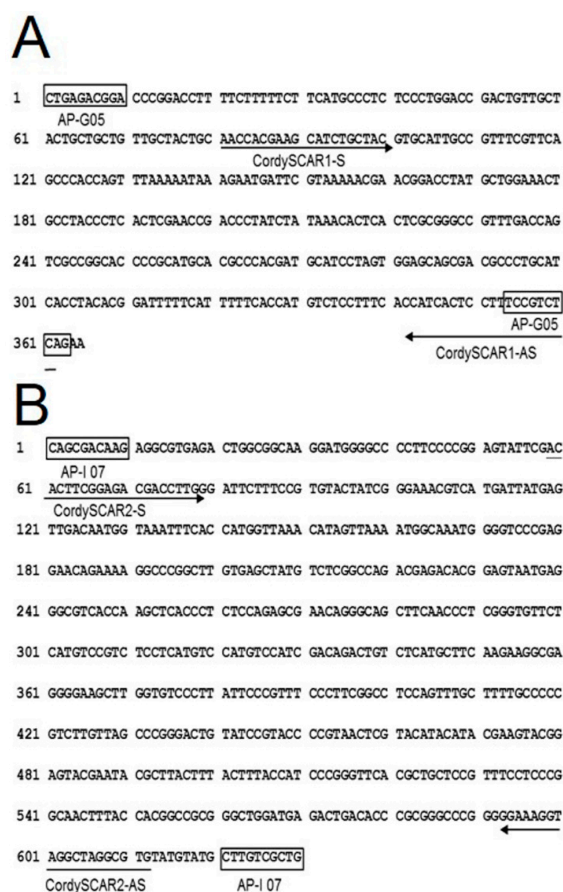 A
1 CTGAGACGGA CCCGGACCTT TTCTTTTTCT TCATGCCCTC TCCCTGGACC GACTGTTGCT
AP-G05
61 ACTGCTGCTG TTGCTACTGC AACCACGAAG CATCTGCTAC GTGCATTGCC GTTTCGTTCA
CordySCAR1-S
121 GCCCACCAGT TTAAAAATAA AGAATGATTCG GTAAAAACGA ACGGACCTAT GCTGGAAACT
181 GCCTACCCTC ACTCGAACCG ACCCTATCTA TAAACACTCA CTCGCGGGCC GTTTGACCAG
241 TCGCCGGCAC CCCGCATGCA CGCCCACGAT GCATCCTAGT GGAGCAGCGA CGCCCTGCAT
301 CACCTACACG GATTTTTCAT TTTTCACCAT GTCTCCTTTC ACCATCACTC CTTTCCGTCT
AP-G05
361 CAGAA
CordySCAR1-AS
B
1 CAGCGACAAG AGGCGTGAGA CTGGCGGCAA GGATGGGGCC CCTTCCCCGG AGTATTCGAC
AP-I 07
61 ACTTCGGAGA CGACCTTGGG ATTCTTTCCG TGTACTATCG GGAAACGTCA TGATTATGAG
CordySCAR2-S
121 TTGACAATGG TAAATTTCAC CATGGTTAAA CATAGTTAAA ATGGCAAATG GGGTCCCGAG
181 GAACAGAAAA GGCCCGGCTT GTGAGCTATG TCTCGGCCAG ACGAGACACG GAGTAATGAG
241 GGCGTCACCA AGCTCACCCT CTCCAGAGCG AACAGGGCAG CTTCAACCCT CGGGTGTTCT
301 CATGTCCGTC TCCTCATGTC CATGTCCATC GACAGACTGT CTCATGCTTC AAGAAGGCGA
361 GGGGAAGCTT GGTGTCCCTT ATTCCCGTTT CCCTTCGGCC TCCAGTTTGC TTTTGCCCCC
421 GTCTTGTTAG CCCGGGACTG TATCCGTACC CCGTAACTCG TACATACATA CGAAGTACGG
481 AGTACGAATA CGCTTACTTT ACTTTACCAT CCCGGGTTCA CGCTGCTCCG TTTCCTCCCG
541 GCAACTTTAC CACGGCCGCG GGCTGGATGA GACTGACACC CGCGGGCCCG GGGAAAGGT
601 AGGCTAGGCG TGTATGTATG CTTGTCGCTG
CordySCAR2-AS AP-I 07